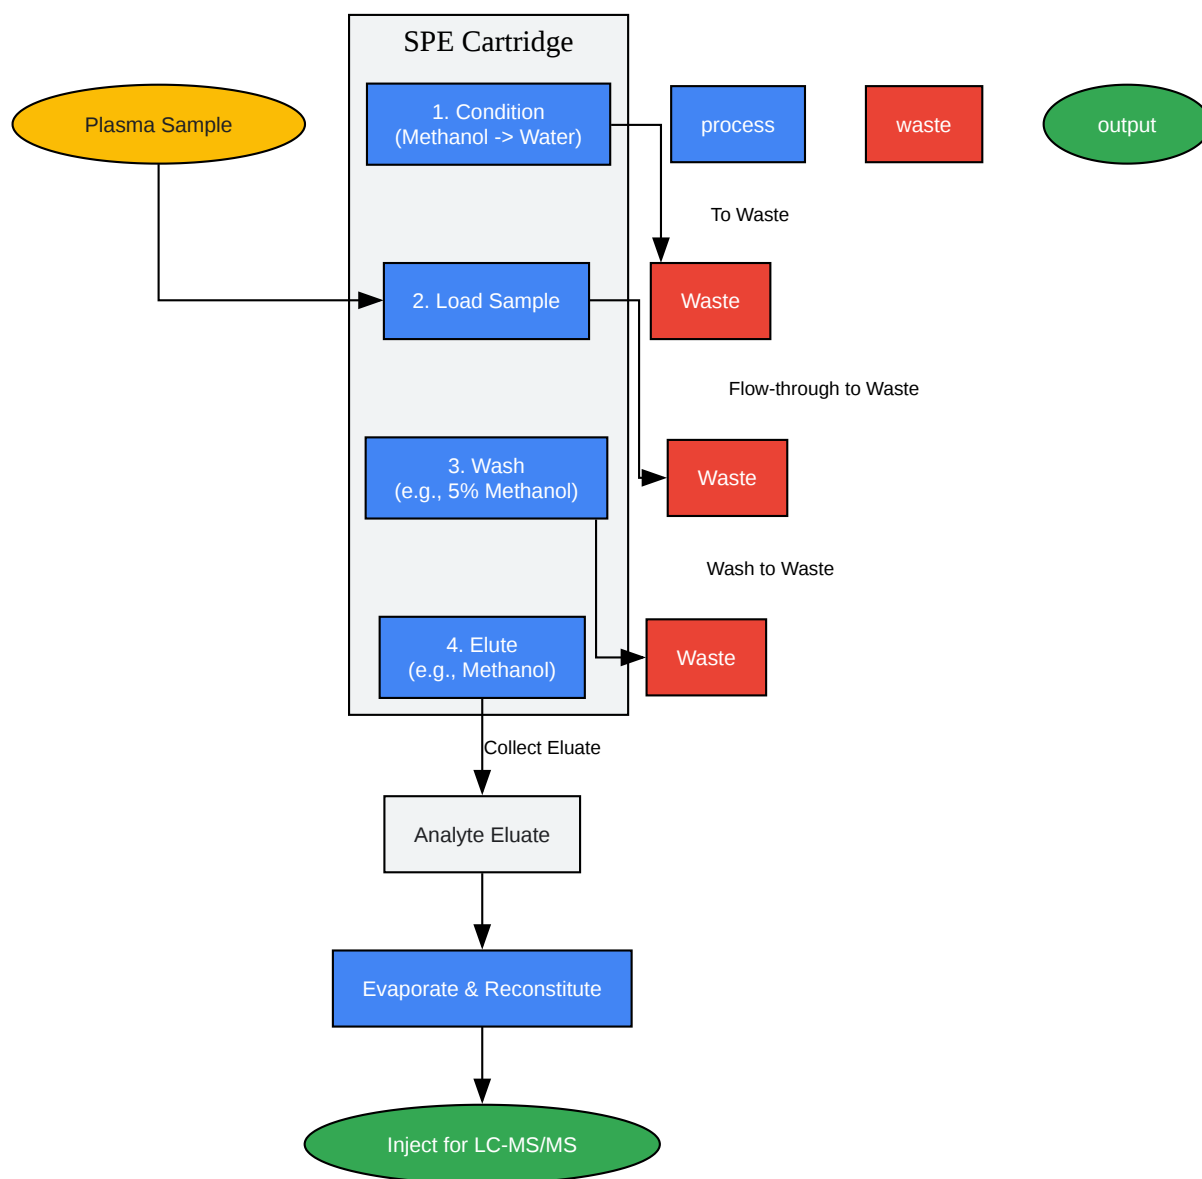 SPE Cartridge
Plasma Sample
1. Condition
(Methanol -> Water)
process
waste
output
To Waste
2. Load Sample
Waste
Flow-through to Waste
3. Wash
(e.g., 5% Methanol)
Waste
Wash to Waste
4. Elute
(e.g., Methanol)
Waste
Collect Eluate
Analyte Eluate
Evaporate & Reconstitute
Inject for LC-MS/MS